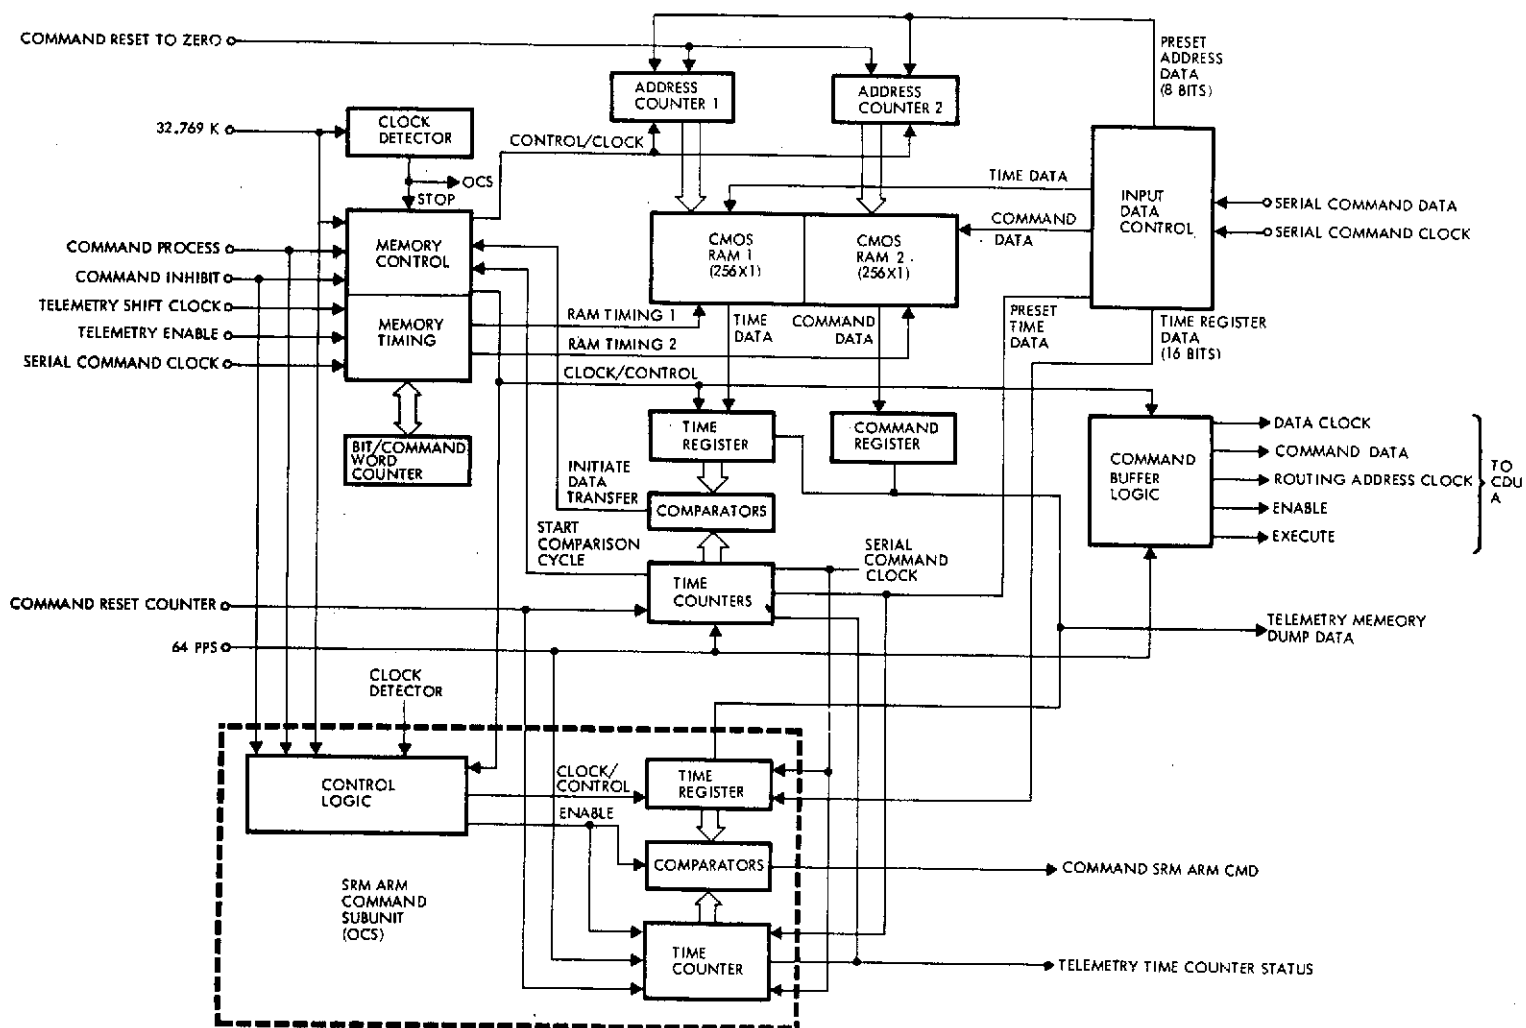 COMMAND RESET TO ZERO
32.769 K
CLOCK
DETECTOR
OCS
STOP
CONTROL/CLOCK
ADDRESS
COUNTER 1
ADDRESS
COUNTER 2
PRESET
ADDRESS
DATA
(8 BITS)
TIME DATA
COMMAND
DATA
INPUT
DATA
CONTROL
SERIAL COMMAND DATA
SERIAL COMMAND CLOCK
COMMAND PROCESS
COMMAND INHIBIT
TELEMETRY SHIFT CLOCK
TELEMETRY ENABLE
SERIAL COMMAND CLOCK
MEMORY
CONTROL
MEMORY
TIMING
CMOS
RAM 1
(256X1)
CMOS
RAM 2
(256X1)
RAM TIMING 1
RAM TIMING 2
TIME
DATA
COMMAND
DATA
PRESET
TIME
DATA
TIME REGISTER
DATA
(16 BITS)
CLOCK/CONTROL
BIT/COMMAND
WORD
COUNTER
TIME
REGISTER
COMMAND
REGISTER
INITIATE
DATA
TRANSFER
COMPARATORS
START
COMPARISON
CYCLE
TIME
COUNTERS
SERIAL
COMMAND
CLOCK
COMMAND
BUFFER
LOGIC
DATA CLOCK
COMMAND DATA
ROUTING ADDRESS CLOCK
ENABLE
EXECUTE
TO
CDU
A
COMMAND RESET COUNTER
64 PPS
TELEMETRY MEMEORY
DUMP DATA
CLOCK
DETECTOR
CONTROL
LOGIC
CLOCK/
CONTROL
ENABLE
TIME
REGISTER
COMPARATORS
COMMAND SRM ARM CMD
SRM ARM
COMMAND
SUBUNIT
(OCS)
TIME
COUNTER
TELEMETRY TIME COUNTER STATUS